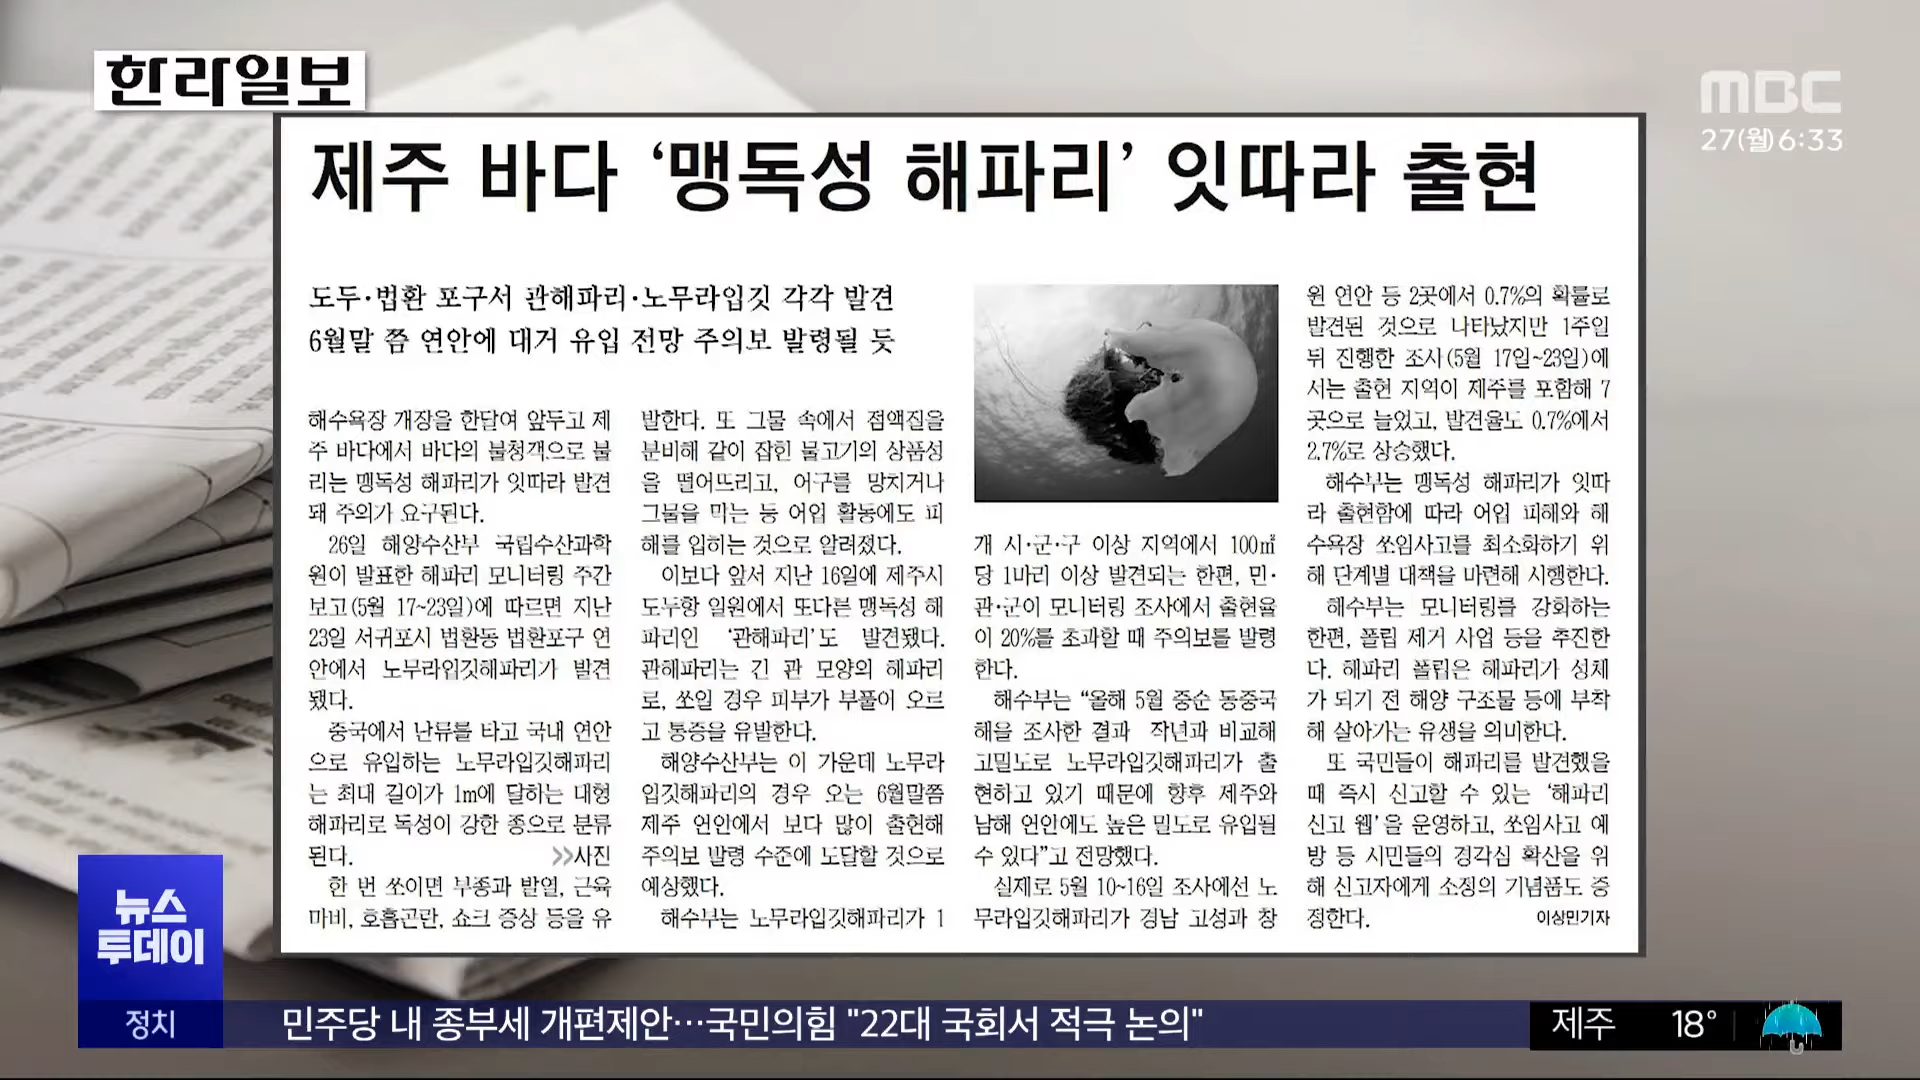 한라일보
MBC
27(월)6:33
제주 바다 ‘맹독성 해파리’ 잇따라 출현
도두·법환 포구서 관해파리·노무라입깃 각각 발견
6월말 쯤 연안에 대거 유입 전망 주의보 발령될 듯
해수욕장 개장을 한달여 앞두고 제
주 바다에서 바다의 불청객으로 불
리는 맹독성 해파리가 잇따라 발견
돼 주의가 요구된다.
26일 해양수산부 국립수산과학
원이 발표한 해파리 모니터링 주간
보고(5월 17~23일)에 따르면 지난
23일 서귀포시 법환동 법환포구 연
안에서 노무라입깃해파리가 발견
됐다.
중국에서 난류를 타고 국내 연안
으로 유입하는 노무라입깃해파리
는 최대 길이가 1m에 달하는 대형
해파리로 독성이 강한 종으로 분류
된다. >>사진
한 번 쏘이면 부종과 발열, 근육
마비, 호흡곤란, 쇼크 증상 등을 유
발한다. 또 그물 속에서 점액질을
분비해 같이 잡힌 물고기의 상품성
을 떨어뜨리고, 어구를 망치거나
그물을 막는 등 어업 활동에도 피
해를 입히는 것으로 알려졌다.
이보다 앞서 지난 16일에 제주시
도두항 일원에서 또다른 맹독성 해
파리인 ‘관해파리’도 발견됐다.
관해파리는 긴 관 모양의 해파리
로, 쏘일 경우 피부가 부풀이 오르
고 통증을 유발한다.
해양수산부는 이 가운데 노무라
입깃해파리의 경우 오는 6월말쯤
제주 연안에서 보다 많이 출현해
주의보 발령 수준에 도달할 것으로
예상했다.
해수부는 노무라입깃해파리가 1
개 시·군·구 이상 지역에서 100㎡
당 1마리 이상 발견되는 한편, 민·
관·군이 모니터링 조사에서 출현율
이 20%를 초과할 때 주의보를 발령
한다.
해수부는 “올해 5월 중순 동중국
해을 조사한 결과 작년과 비교해
고밀도로 노무라입깃해파리가 출
현하고 있기 때문에 향후 제주와
남해 연안에도 높은 밀도로 유입될
수 있다”고 전망했다.
실제로 5월 10~16일 조사에선 노
무라입깃해파리가 경남 고성과 창
원 연안 등 2곳에서 0.7%의 확률로
발견된 것으로 나타났지만 1주일
뒤 진행한 조사(5월 17일~23일)에
서는 출현 지역이 제주를 포함해 7
곳으로 늘었고, 발견율도 0.7%에서
2.7%로 상승했다.
해수부는 맹독성 해파리가 잇따
라 출현함에 따라 어업 피해와 해
수욕장 쏘임사고를 최소화하기 위
해 단계별 대책을 마련해 시행한다.
해수부는 모니터링를 강화하는
한편, 폴립 제거 사업 등을 추진한
다. 해파리 폴립은 해파리가 성체
가 되기 전 해양 구조물 등에 부착
해 살아가는 유생을 의미한다.
또 국민들이 해파리를 발견했을
때 즉시 신고할 수 있는 ‘해파리
신고 웹’을 운영하고, 쏘임사고 예
방 등 시민들의 경각심 확산을 위
해 신고자에게 소정의 기념품도 증
정한다. 이상민기자
뉴스
투데이
정치
민주당 내 종부세 개편제안…국민의힘 "22대 국회서 적극 논의"
제주 18°